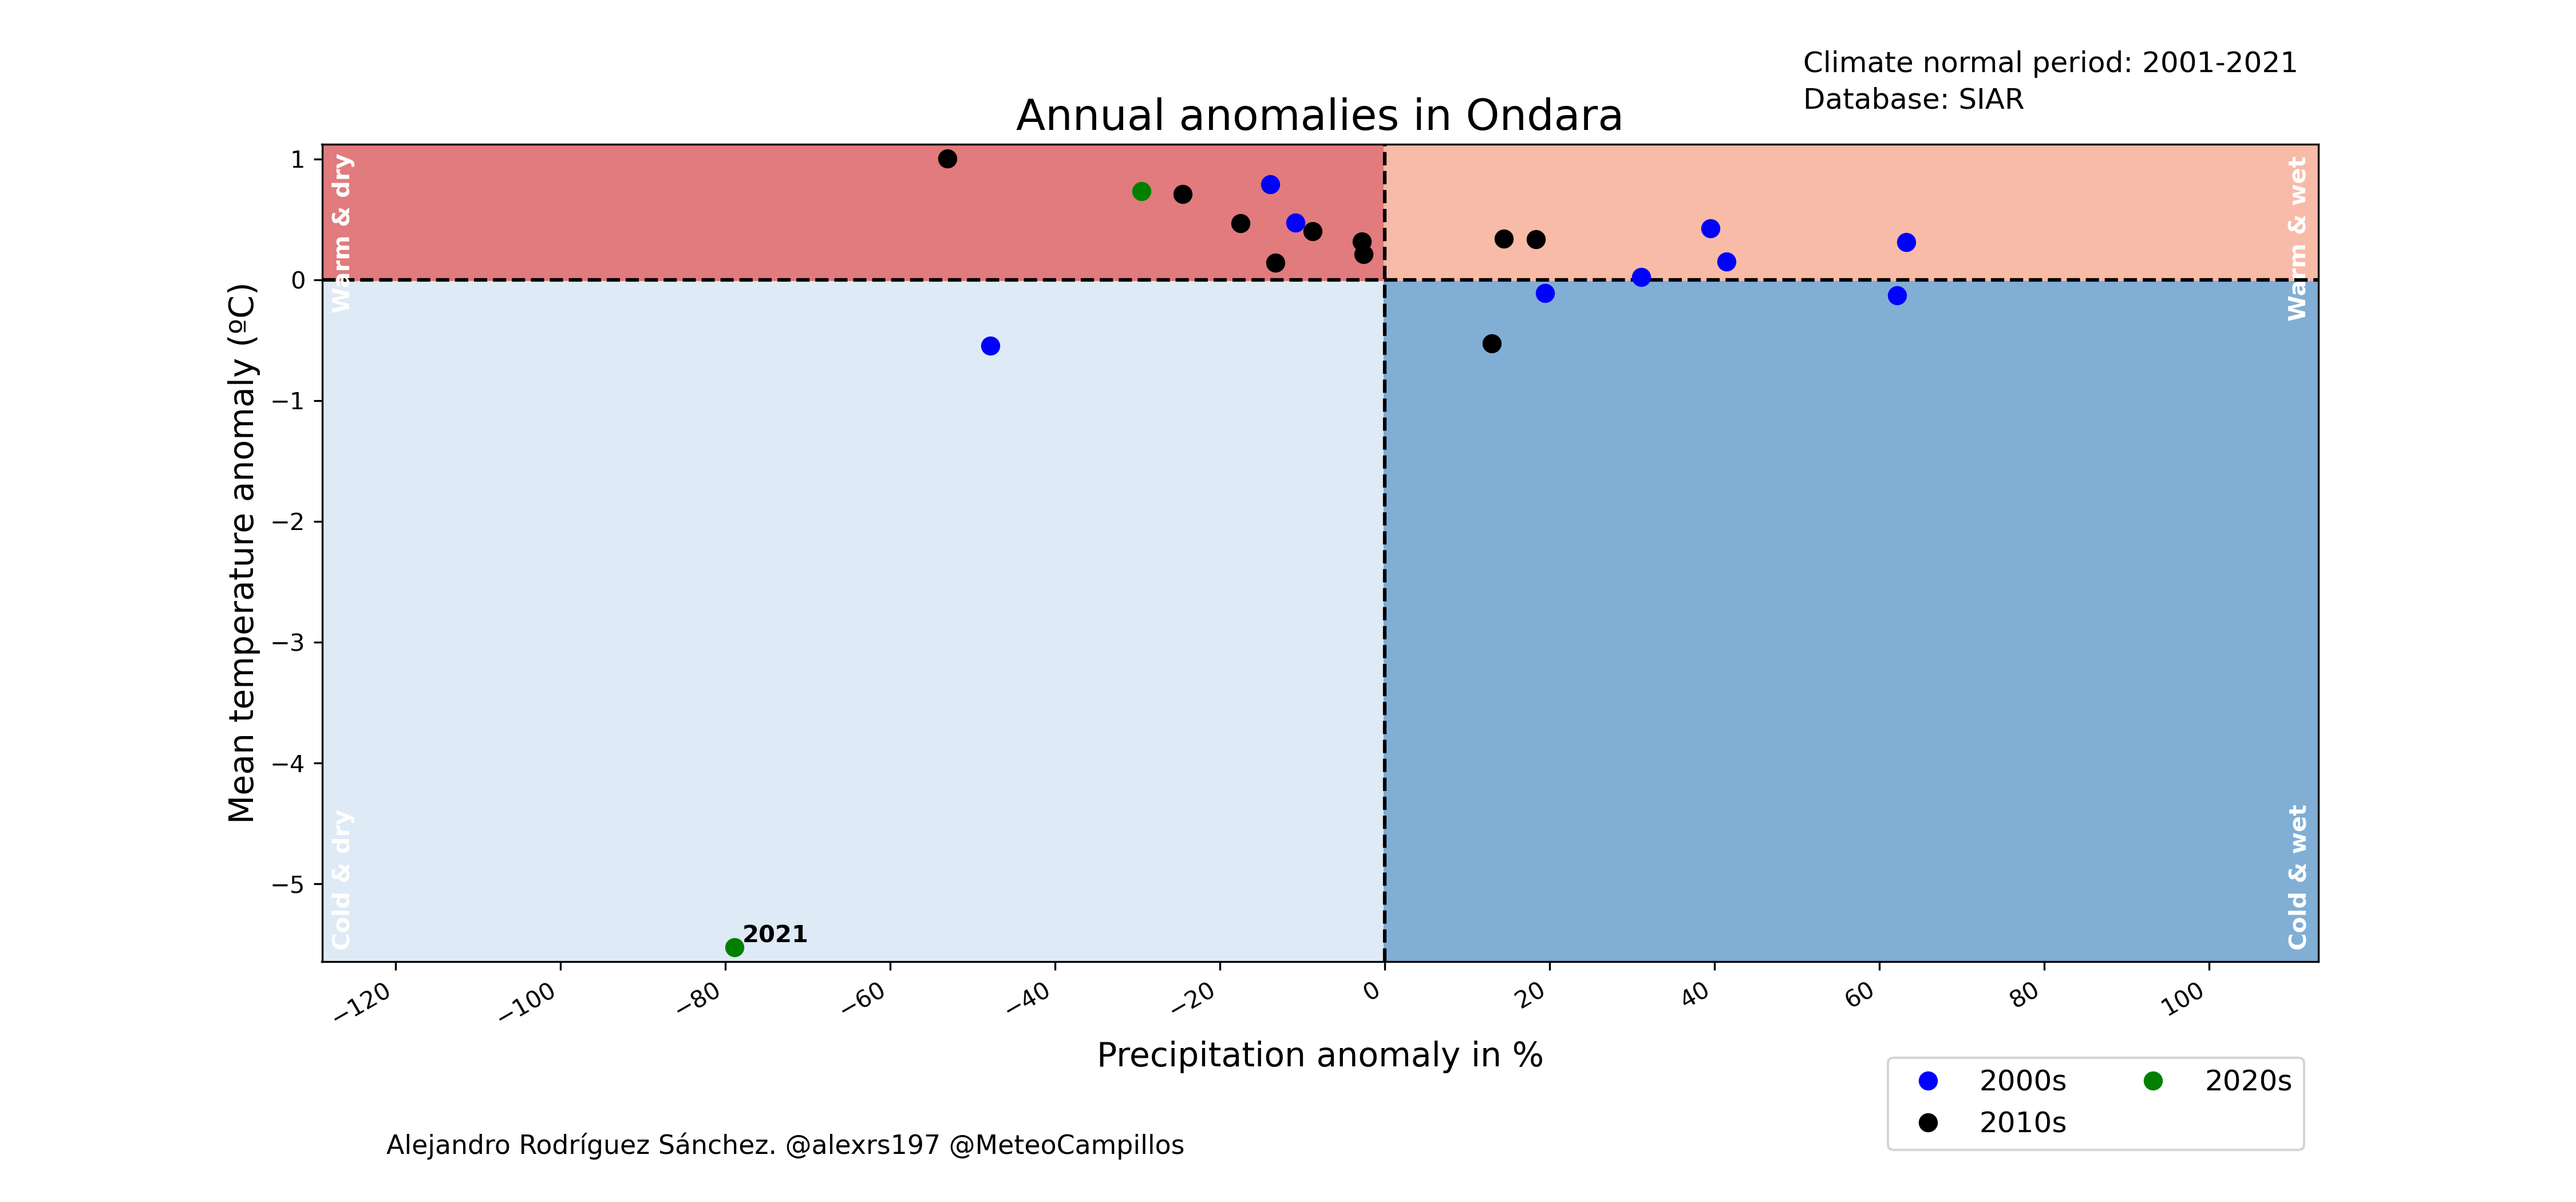 Climate normal period: 2001-2021
Database: SIAR
Annual anomalies in Ondara
Warm & dry
Warm & wet
Cold & dry
Cold & wet
Mean temperature anomaly (ºC)
1
0
−1
−2
−3
−4
−5
2021
−120
−100
−80
−60
−40
−20
0
20
40
60
80
100
Precipitation anomaly in %
2000s
2010s
2020s
Alejandro Rodríguez Sánchez. @alexrs197 @MeteoCampillos